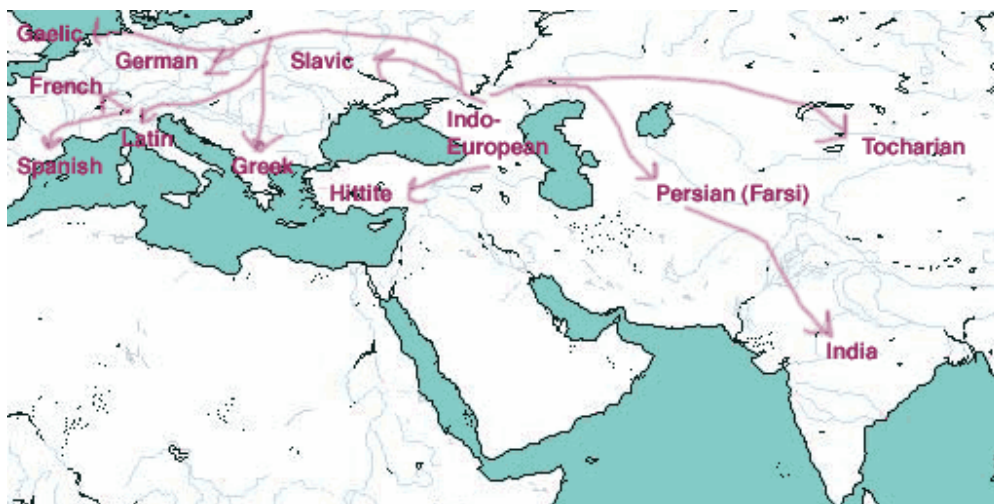 Gaelic
German
Slavic
French
Indo-
European
Latin
Tocharian
Spanish
Greek
Hittite
Persian (Farsi)
India